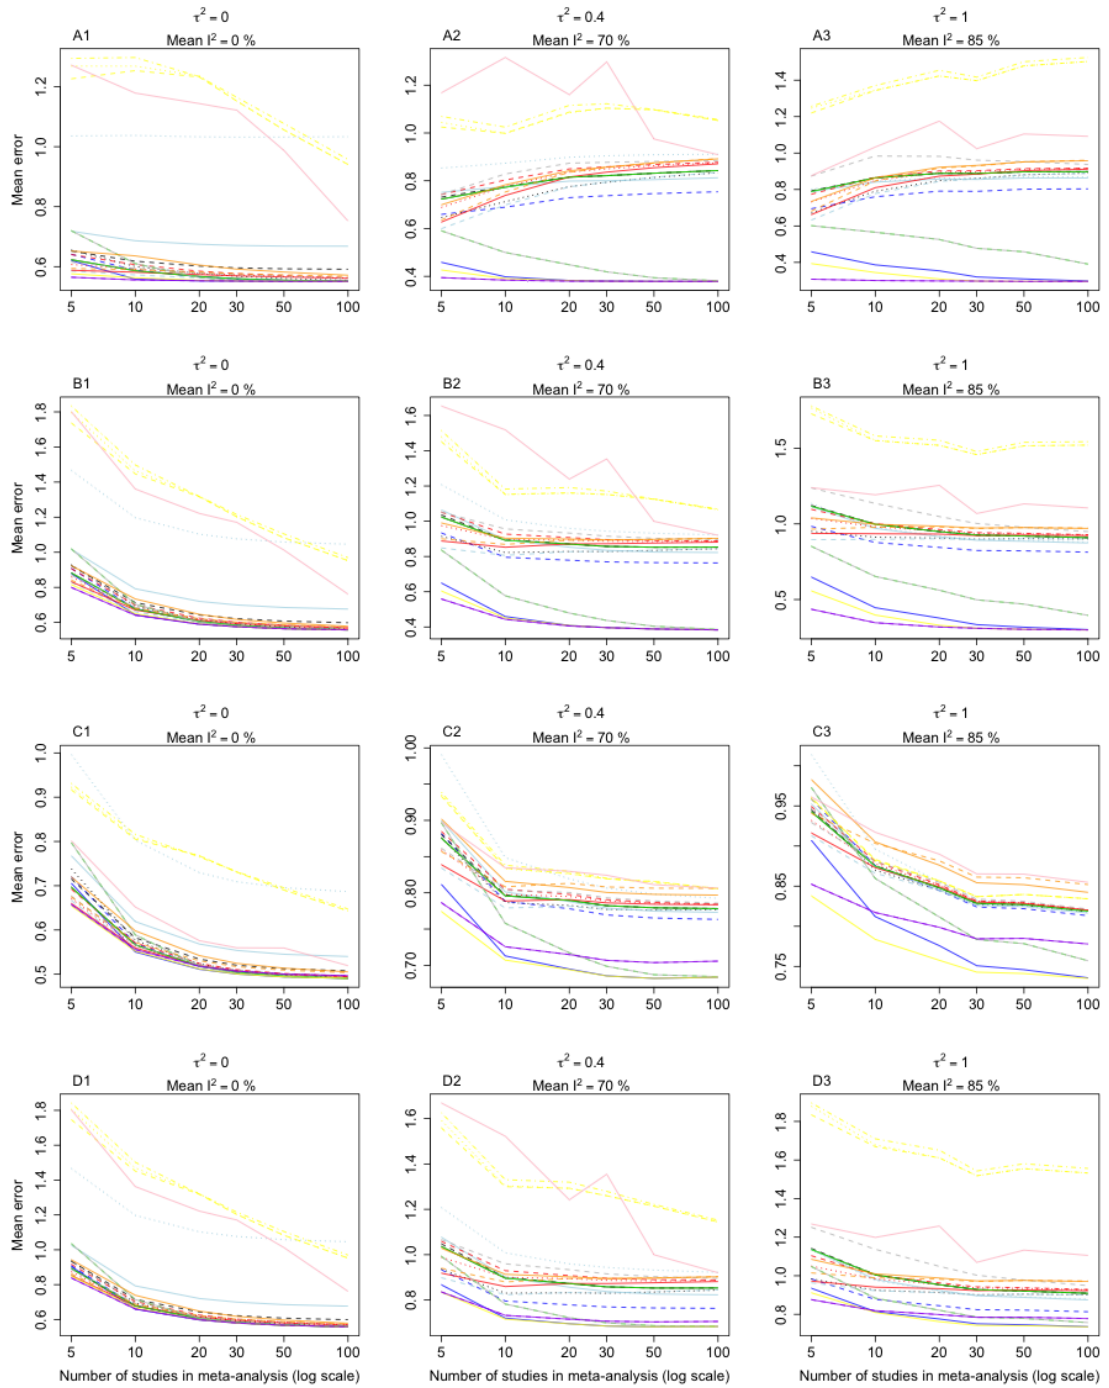 τ² = 0
A1
Mean I² = 0 %
Mean error
0.6 0.8 1.0 1.2
5 10 20 30 50 100
τ² = 0.4
A2
Mean I² = 70 %
0.4 0.6 0.8 1.0 1.2
5 10 20 30 50 100
τ² = 1
A3
Mean I² = 85 %
0.4 0.6 0.8 1.0 1.2 1.4
5 10 20 30 50 100
τ² = 0
B1
Mean I² = 0 %
Mean error
0.6 0.8 1.0 1.2 1.4 1.6 1.8
5 10 20 30 50 100
τ² = 0.4
B2
Mean I² = 70 %
0.4 0.6 0.8 1.0 1.2 1.4 1.6
5 10 20 30 50 100
τ² = 1
B3
Mean I² = 85 %
0.5 1.0 1.5
5 10 20 30 50 100
τ² = 0
C1
Mean I² = 0 %
Mean error
0.5 0.6 0.7 0.8 0.9 1.0
5 10 20 30 50 100
τ² = 0.4
C2
Mean I² = 70 %
0.70 0.80 0.90 1.00
5 10 20 30 50 100
τ² = 1
C3
Mean I² = 85 %
0.75 0.85 0.95
5 10 20 30 50 100
τ² = 0
D1
Mean I² = 0 %
Mean error
0.6 0.8 1.0 1.2 1.4 1.6 1.8
5 10 20 30 50 100
Number of studies in meta-analysis (log scale)
τ² = 0.4
D2
Mean I² = 70 %
0.8 1.0 1.2 1.4 1.6
5 10 20 30 50 100
Number of studies in meta-analysis (log scale)
τ² = 1
D3
Mean I² = 85 %
0.8 1.0 1.2 1.4 1.6 1.8
5 10 20 30 50 100
Number of studies in meta-analysis (log scale)